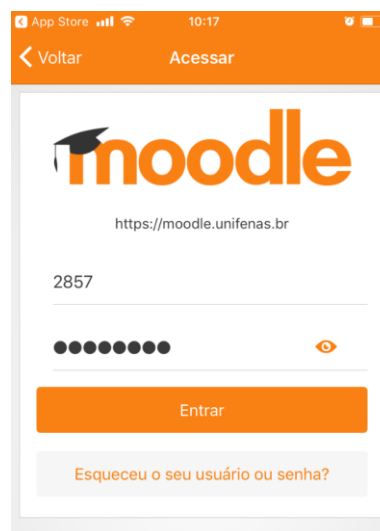 App Store 10:17
Voltar Acessar
moodle
https://moodle.unifenas.br
2857
●●●●●●●●
Entrar
Esqueceu o seu usuário ou senha?